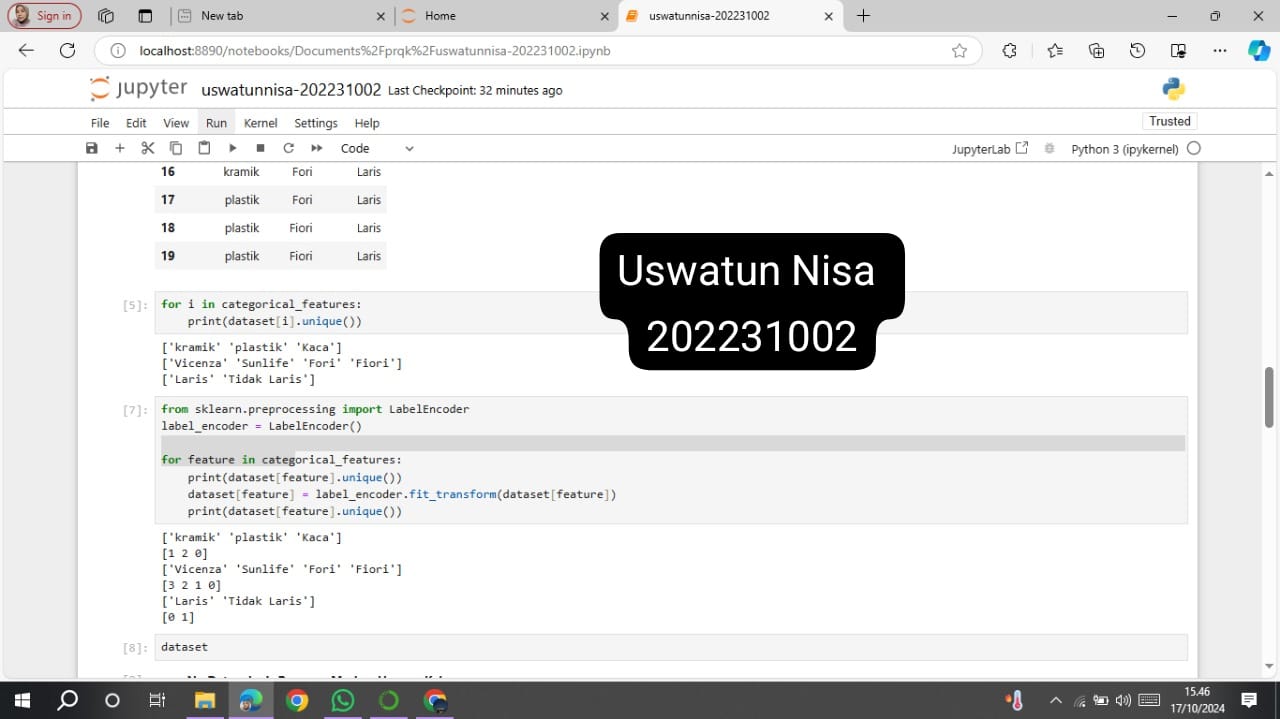 Sign in
New tab
Home
uswatunnisa-202231002
localhost:8890/notebooks/Documents%2Fprqk%2Fuswatunnisa-202231002.ipynb
jupyter uswatunnisa-202231002 Last Checkpoint: 32 minutes ago
File Edit View Run Kernel Settings Help
Trusted
Code
JupyterLab
Python 3 (ipykernel)
16 kramik Fori Laris
17 plastik Fori Laris
18 plastik Fiori Laris
19 plastik Fiori Laris
Uswatun Nisa
202231002
[5]: for i in categorical_features:
print(dataset[i].unique())
['kramik' 'plastik' 'Kaca']
['Vicenza' 'Sunlife' 'Fori' 'Fiori']
['Laris' 'Tidak Laris']
[7]: from sklearn.preprocessing import LabelEncoder
label_encoder = LabelEncoder()
for feature in categorical_features:
print(dataset[feature].unique())
dataset[feature] = label_encoder.fit_transform(dataset[feature])
print(dataset[feature].unique())
['kramik' 'plastik' 'Kaca']
[1 2 0]
['Vicenza' 'Sunlife' 'Fori' 'Fiori']
[3 2 1 0]
['Laris' 'Tidak Laris']
[0 1]
[8]: dataset
15.46
17/10/2024